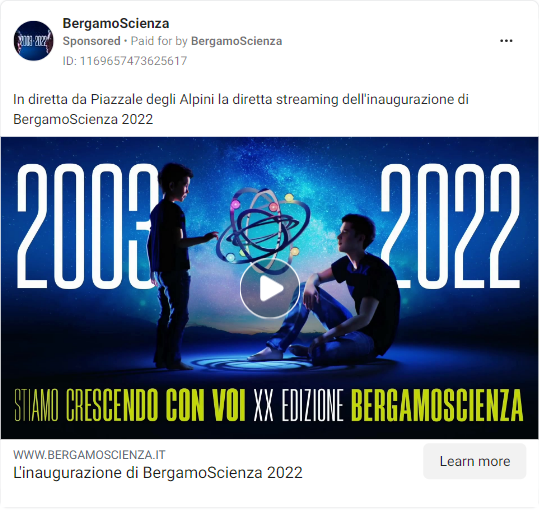 BergamoScienza
Sponsored • Paid for by BergamoScienza
ID: 1169657473625617
In diretta da Piazzale degli Alpini la diretta streaming dell'inaugurazione di
BergamoScienza 2022
2003 2022
STIAMO CRESCENDO CON VOI XX EDIZIONE BERGAMOSCIENZA
WWW.BERGAMOSCIENZA.IT
L'inaugurazione di BergamoScienza 2022
Learn more